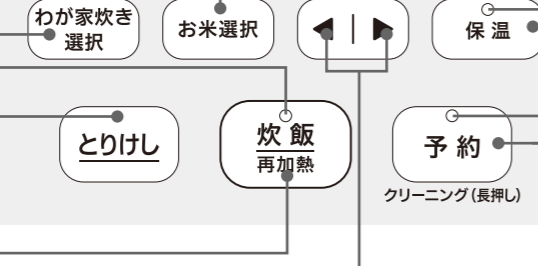 わが家炊き
選択
お米選択
◀ | ▶
保温
とりけし
炊飯
再加熱
予約
クリーニング(長押し)